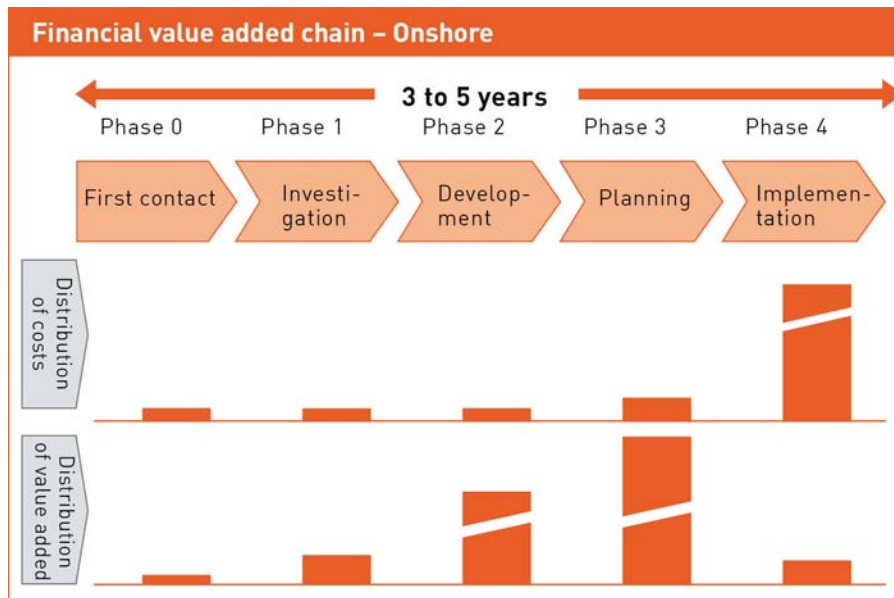 Financial value added chain – Onshore
3 to 5 years
Phase 0
Phase 1
Phase 2
Phase 3
Phase 4
First contact
Investi-
gation
Develop-
ment
Planning
Implemen-
tation
Distribution
of costs
Distribution
of value added